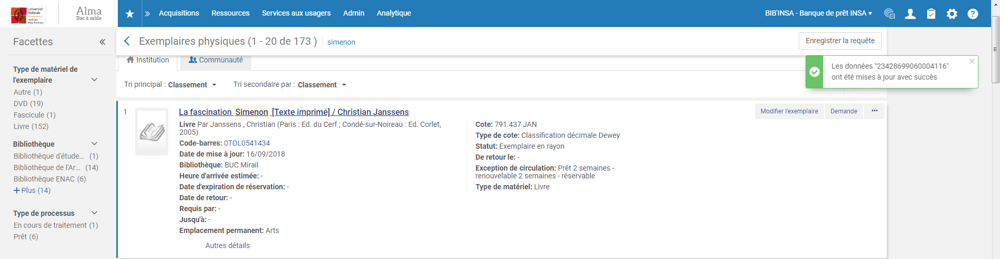 Université
Fédérale
Toulouse
Midi-Pyrénées
Alma
Bac à sable
Acquisitions
Ressources
Services aux usagers
Admin
Analytique
BIB'INSA - Banque de prêt INSA
Facettes
Exemplaires physiques (1 - 20 de 173 )
simenon
Enregistrer la requête
Institution
Communauté
Les données "23428699060004116"
ont été mises à jour avec succès
Tri principal : Classement
Tri secondaire par : Classement
Type de matériel de
l'exemplaire
Autre (1)
DVD (19)
Fascicule (1)
Livre (152)
Bibliothèque
Bibliothèque d'étude... (1)
Bibliothèque de l'Ar... (14)
Bibliothèque ENAC (6)
+ Plus (14)
Type de processus
En cours de traitement (1)
Prêt (6)
1
La fascination Simenon [Texte imprimé] / Christian Janssens
Modifier l'exemplaire
Demande
Livre Par Janssens , Christian (Paris : Ed. du Cerf ; Condé-sur-Noireau : Ed. Corlet,
2005)
Code-barres: 0TOL0541434
Date de mise à jour: 16/09/2018
Bibliothèque: BUC Mirail
Heure d'arrivée estimée: -
Date d'expiration de réservation: -
Date de retour: -
Requis par: -
Jusqu'à: -
Emplacement permanent: Arts
Autres détails
Cote: 791.437 JAN
Type de cote: Classification décimale Dewey
Statut: Exemplaire en rayon
De retour le: -
Exception de circulation: Prêt 2 semaines -
renouvelable 2 semaines - réservable
Type de matériel: Livre